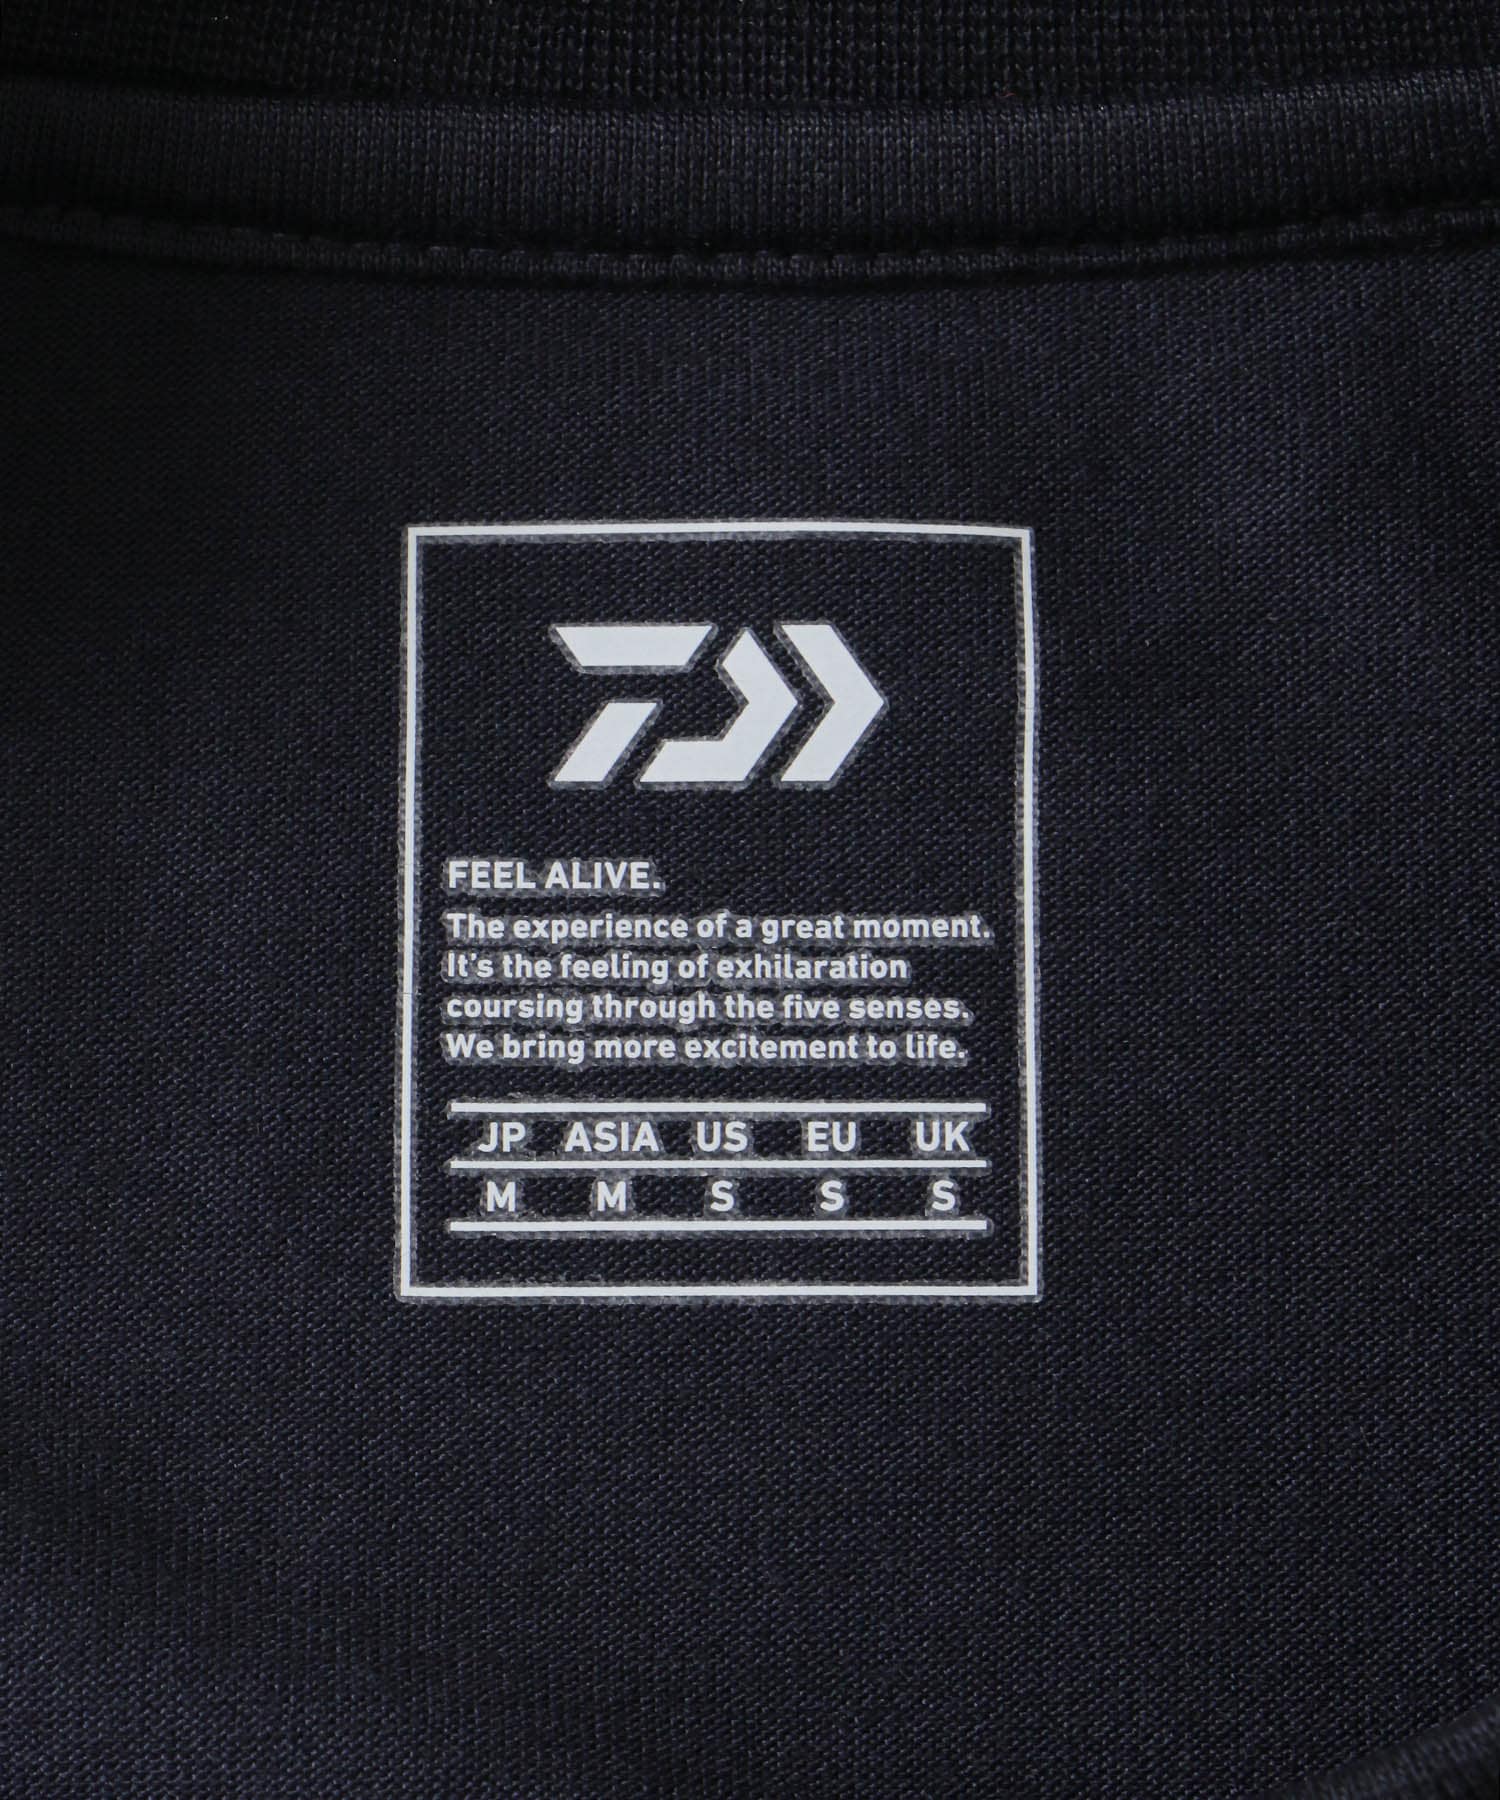 FEEL ALIVE.
The experience of a great moment.
It's the feeling of exhilaration
coursing through the five senses.
We bring more excitement to life.
JP ASIA US EU UK
M M S S S